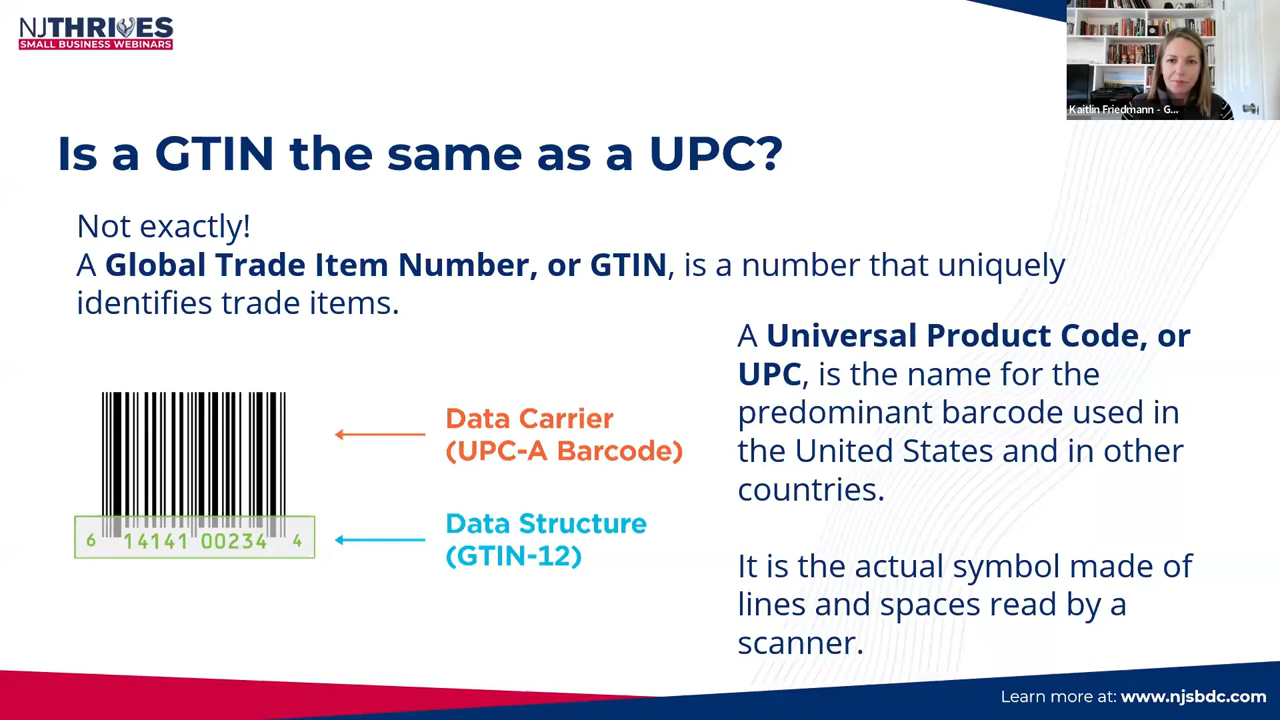 NJTHRIVES
SMALL BUSINESS WEBINARS
Kaitlin Friedmann - G...
Is a GTIN the same as a UPC?
Not exactly!
A Global Trade Item Number, or GTIN, is a number that uniquely
identifies trade items.
A Universal Product Code, or
UPC, is the name for the
predominant barcode used in
the United States and in other
countries.
It is the actual symbol made of
lines and spaces read by a
scanner.
Data Carrier
(UPC-A Barcode)
Data Structure
(GTIN-12)
6 14141 00234 4
Learn more at: www.njsbdc.com